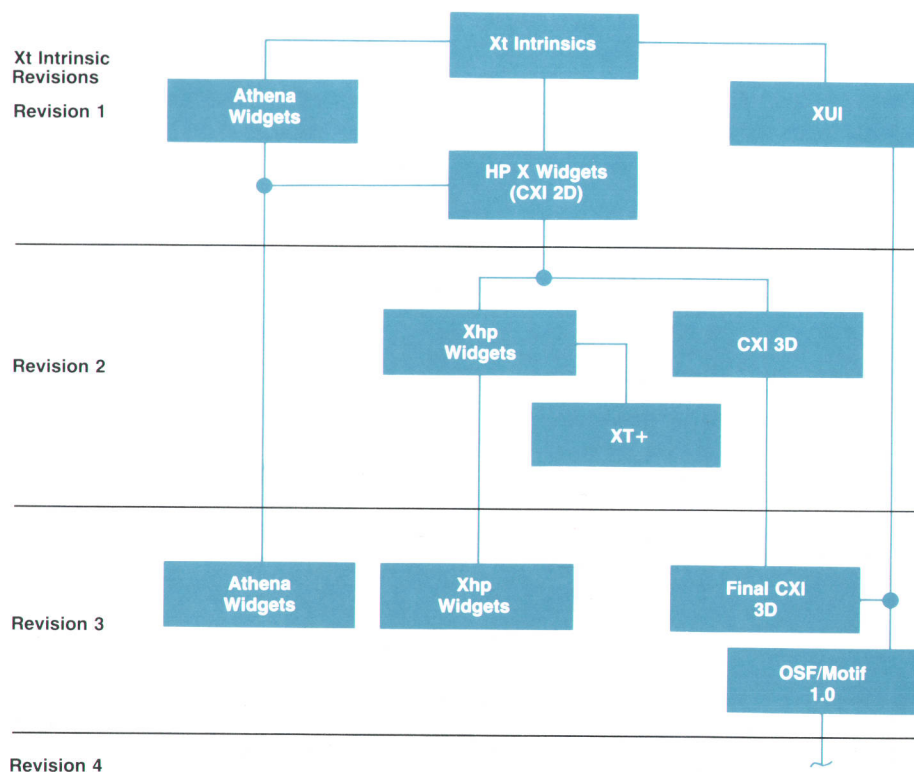 Xt Intrinsics
Xt Intrinsic
Revisions
Revision 1
Athena
Widgets
XUI
HP X Widgets
(CXI 2D)
Revision 2
Xhp
Widgets
CXI 3D
XT+
Revision 3
Athena
Widgets
Xhp
Widgets
Final CXI
3D
OSF/Motif
1.0
Revision 4